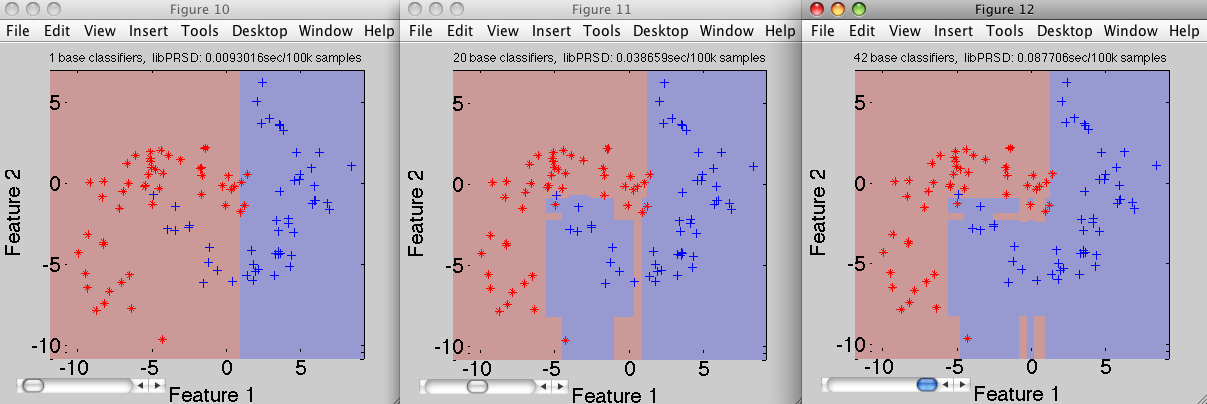 Figure 10
File Edit View Insert Tools Desktop Window Help
1 base classifiers, libPRSD: 0.0093016sec/100k samples
5
0
-5
-10
Feature 2
-10 -5 0 5
Feature 1
Figure 11
File Edit View Insert Tools Desktop Window Help
20 base classifiers, libPRSD: 0.038659sec/100k samples
5
0
-5
-10
Feature 2
-10 -5 0 5
Feature 1
Figure 12
File Edit View Insert Tools Desktop Window Help
42 base classifiers, libPRSD: 0.087706sec/100k samples
5
0
-5
-10
Feature 2
-10 -5 0 5
Feature 1